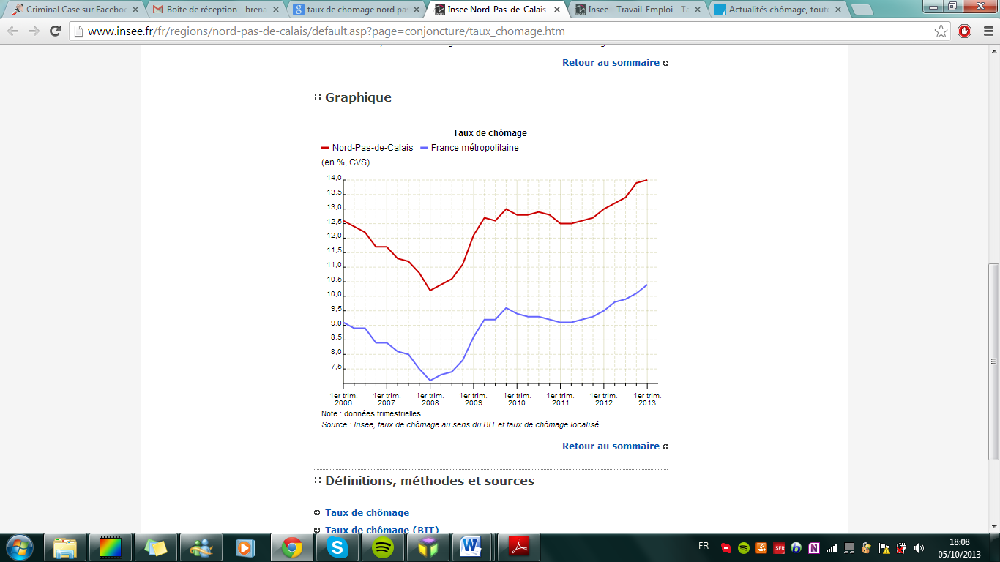 Criminal Case sur Faceboo
Boîte de réception - brena
taux de chomage nord pa
Insee Nord-Pas-de-Calais
Insee - Travail-Emploi - Ta
Actualités chômage, toute
www.insee.fr/fr/regions/nord-pas-de-calais/default.asp?page=conjoncture/taux_chomage.htm
Retour au sommaire
Graphique
Taux de chômage
Nord-Pas-de-Calais France métropolitaine
(en %, CVS)
14,0
13,5
13,0
12,5
12,0
11,5
11,0
10,5
10,0
9,5
9,0
8,5
8,0
7,5
1er trim. 1er trim. 1er trim. 1er trim. 1er trim. 1er trim. 1er trim. 1er trim.
2006 2007 2008 2009 2010 2011 2012 2013
Note : données trimestrielles.
Source : Insee, taux de chômage au sens du BIT et taux de chômage localisé.
Retour au sommaire
Définitions, méthodes et sources
Taux de chômage
Taux de chômage (BIT)
FR
SFR
18:08
05/10/2013